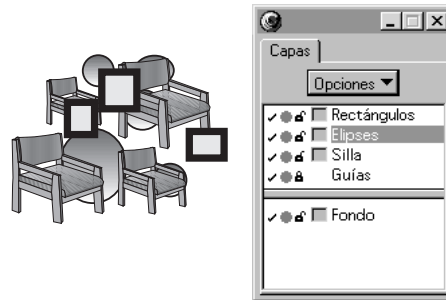 Capas
Opciones
Rectángulos
Elipses
Silla
Guías
Fondo